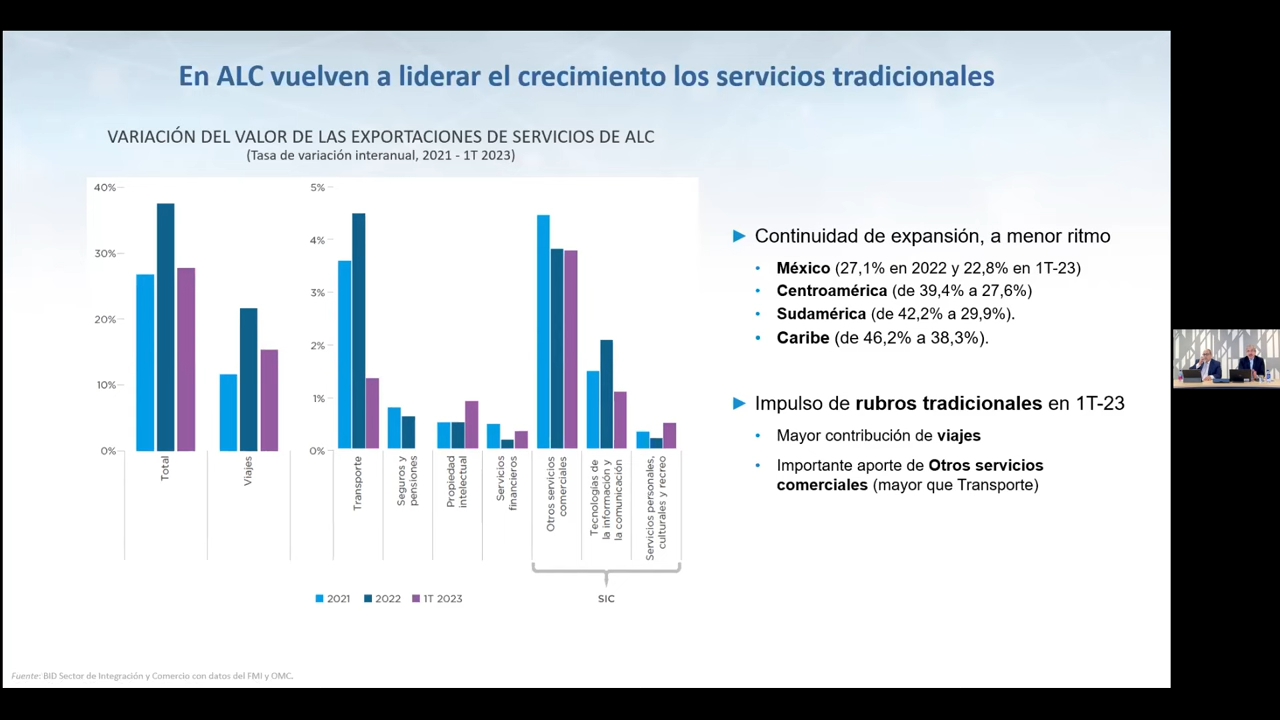 En ALC vuelven a liderar el crecimiento los servicios tradicionales
VARIACIÓN DEL VALOR DE LAS EXPORTACIONES DE SERVICIOS DE ALC
(Tasa de variación interanual, 2021 - 1T 2023)
40%
30%
20%
10%
0%
Total
Viajes
5%
4%
3%
2%
1%
0%
Transporte
Seguros y
pensiones
Propiedad
intelectual
Servicios
financieros
Otros servicios
comerciales
Tecnologías de
la información y
la comunicación
Servicios personales,
culturales y recreo
SIC
2021
2022
1T 2023
Continuidad de expansión, a menor ritmo
• México (27,1% en 2022 y 22,8% en 1T-23)
• Centroamérica (de 39,4% a 27,6%)
• Sudamérica (de 42,2% a 29,9%).
• Caribe (de 46,2% a 38,3%).
Impulso de rubros tradicionales en 1T-23
• Mayor contribución de viajes
• Importante aporte de Otros servicios
comerciales (mayor que Transporte)
Fuente: BID Sector de Integración y Comercio con datos del FMI y OMC.